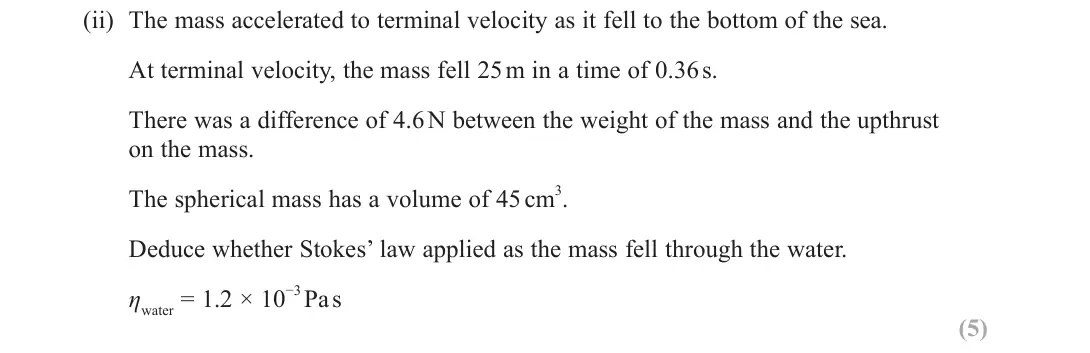 (ii) The mass accelerated to terminal velocity as it fell to the bottom of the sea.
At terminal velocity, the mass fell 25 m in a time of 0.36 s.
There was a difference of 4.6 N between the weight of the mass and the upthrust
on the mass.
The spherical mass has a volume of 45 cm³.
Deduce whether Stokes’ law applied as the mass fell through the water.
η_water = 1.2 × 10⁻³ Pa s
(5)